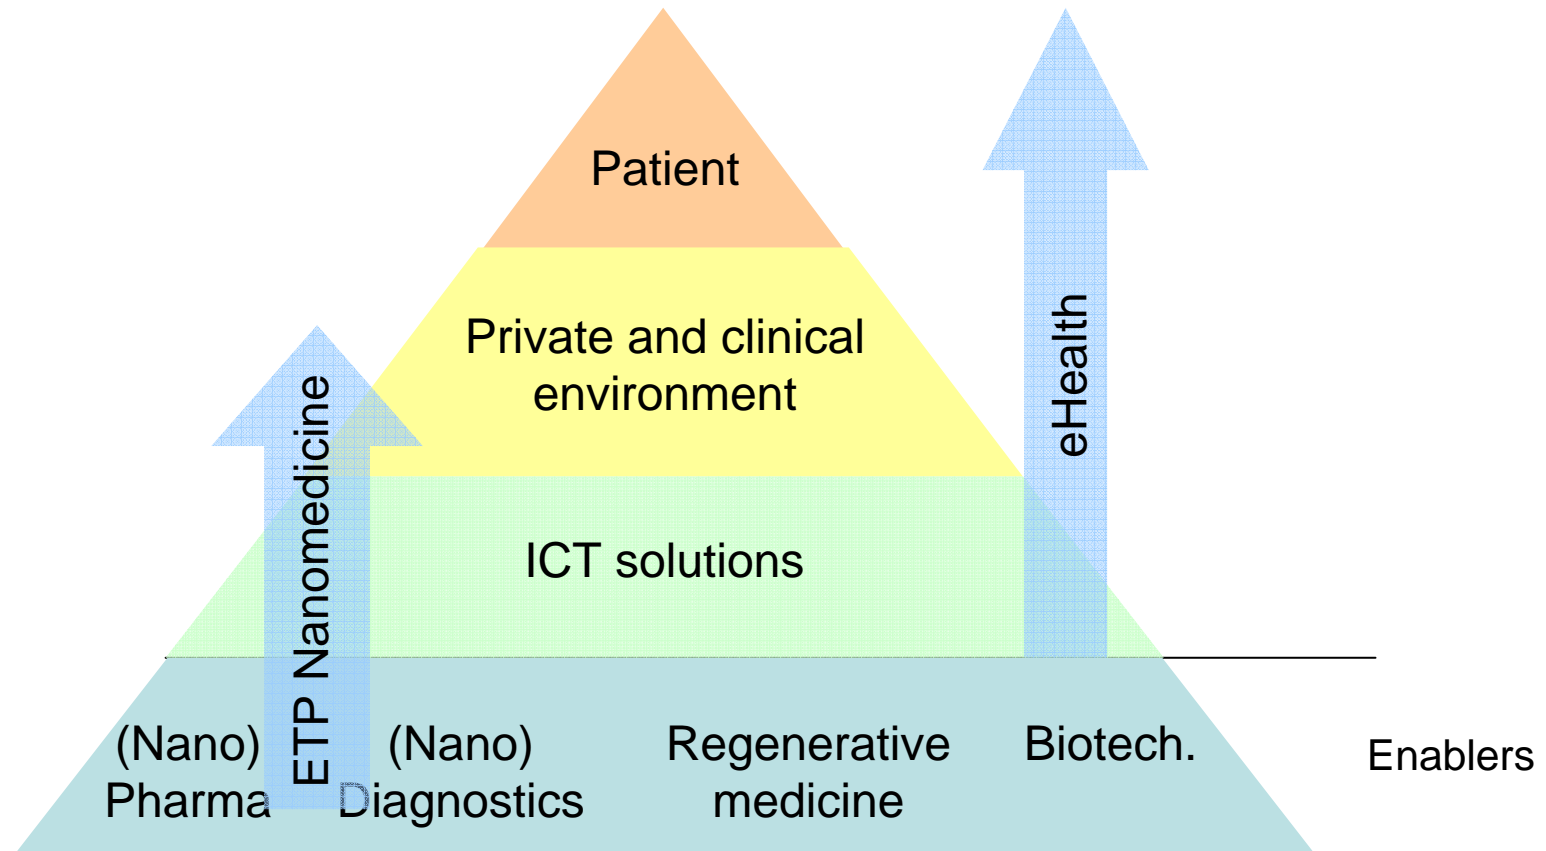 Patient
Private and clinical
environment
eHealth
ETP Nanomedicine
ICT solutions
(Nano)
Pharma
(Nano)
Diagnostics
Regenerative
medicine
Biotech.
Enablers